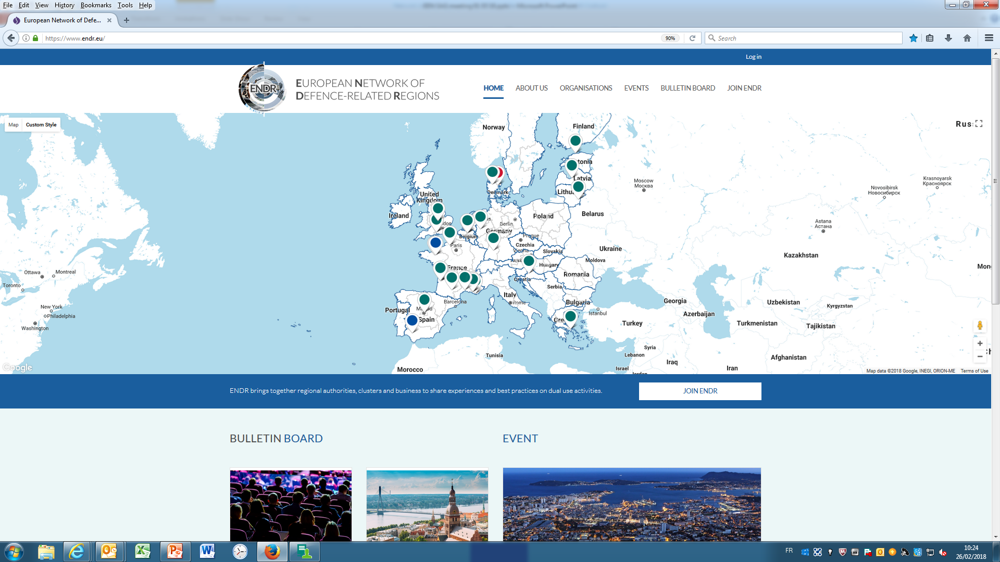 File Edit View History Bookmarks Tools Help
European Network of Defe...
https://www.endr.eu/
90%
Search
Log in
ENDR
EUROPEAN NETWORK OF
DEFENCE-RELATED REGIONS
HOME ABOUT US ORGANISATIONS EVENTS BULLETIN BOARD JOIN ENDR
Map Custom Style
Norway
Finland
Rus
tonia
Latvia
Moscow
Москва
Krasnoyarsk
Красноярск
Novosibirsk
Новосибирск
Denmark
Lithu
United
Kingdom
Ireland
Poland
Belarus
Berlin
Germany
Belgium
Astana
Астана
Prague
Paris
Czechia
Slovakia
Vienna
Ukraine
Kazakhstan
Moldova
Hungary
France
Romania
Mon
Ottawa
Montreal
Toronto
Croatia
Serbia
Italy
Rome
Barcelona
Bulgaria
Georgia
Uzbekistan
Kyrgyzstan
New York
Philadelphia
Washington
Portugal
Spain
Gre
Istanbul
Azerbaijan
Turkey
Turkmenistan
Tajikistan
Syria
Lebanon
Tunisia
Iraq
Afghanistan
Israel
Iran
Jordan
Morocco
Google
Map data ©2018 Google, INEGI, ORION-ME Terms of Use
ENDR brings together regional authorities, clusters and business to share experiences and best practices on dual use activities.
JOIN ENDR
BULLETIN BOARD
EVENT
FR
10:24
26/02/2018